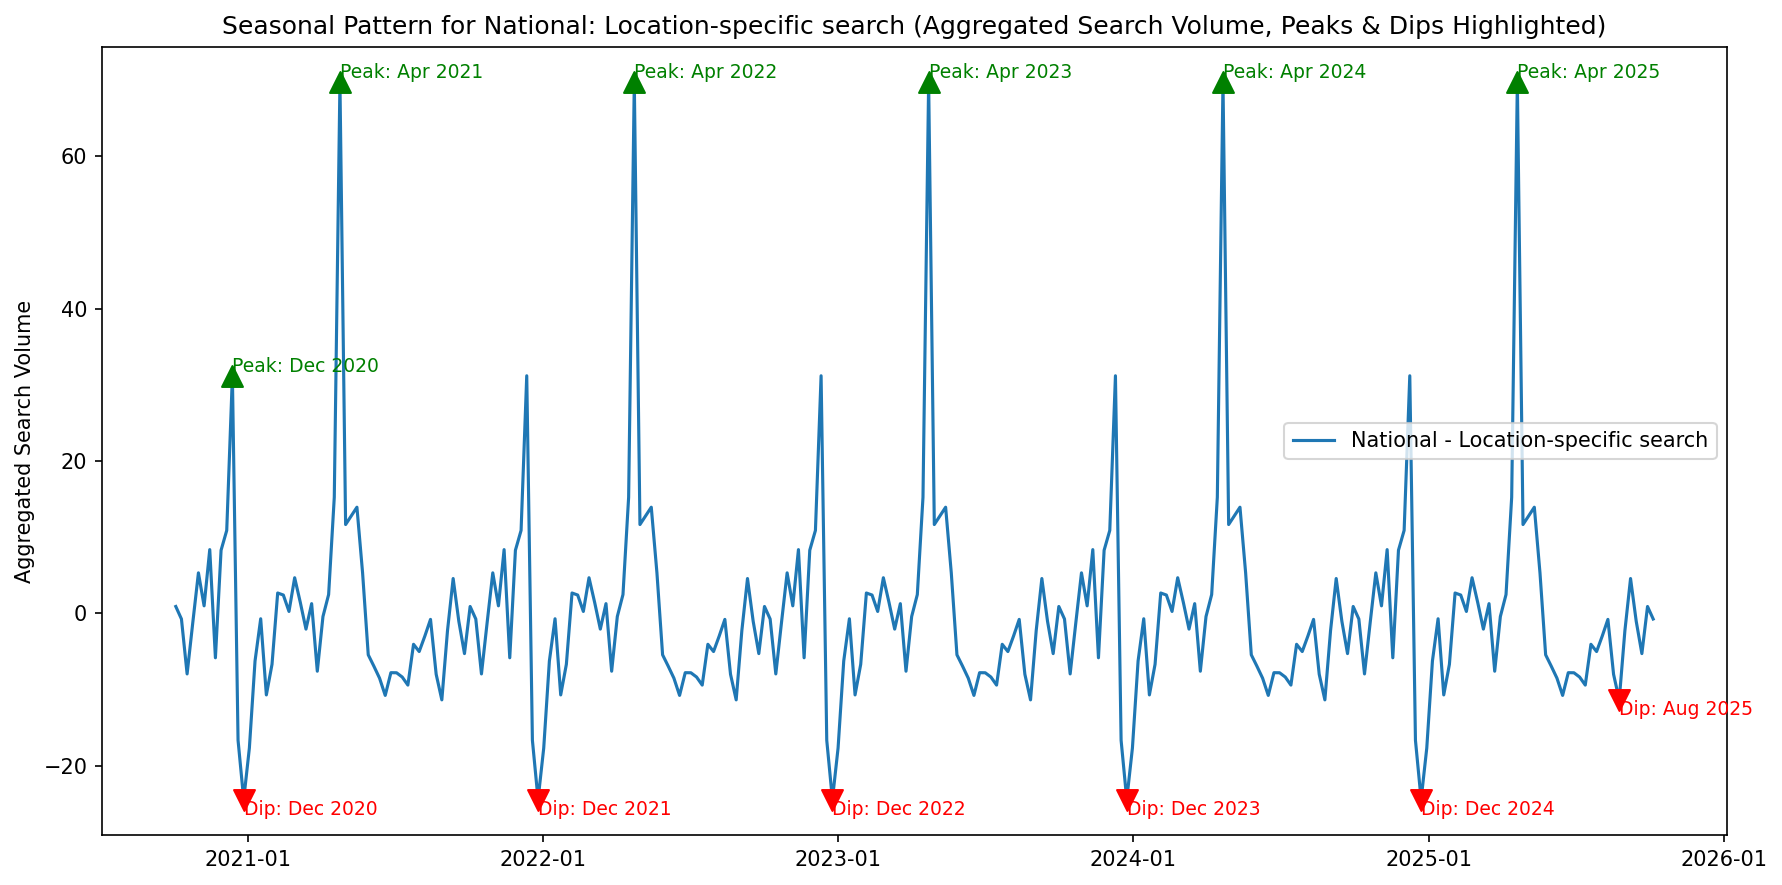 Seasonal Pattern for National: Location-specific search (Aggregated Search Volume, Peaks & Dips Highlighted)
Peak: Apr 2021
Peak: Apr 2022
Peak: Apr 2023
Peak: Apr 2024
Peak: Apr 2025
60
40
Peak: Dec 2020
National - Location-specific search
20
Aggregated Search Volume
0
Dip: Aug 2025
−20
Dip: Dec 2020
Dip: Dec 2021
Dip: Dec 2022
Dip: Dec 2023
Dip: Dec 2024
2021-01
2022-01
2023-01
2024-01
2025-01
2026-01